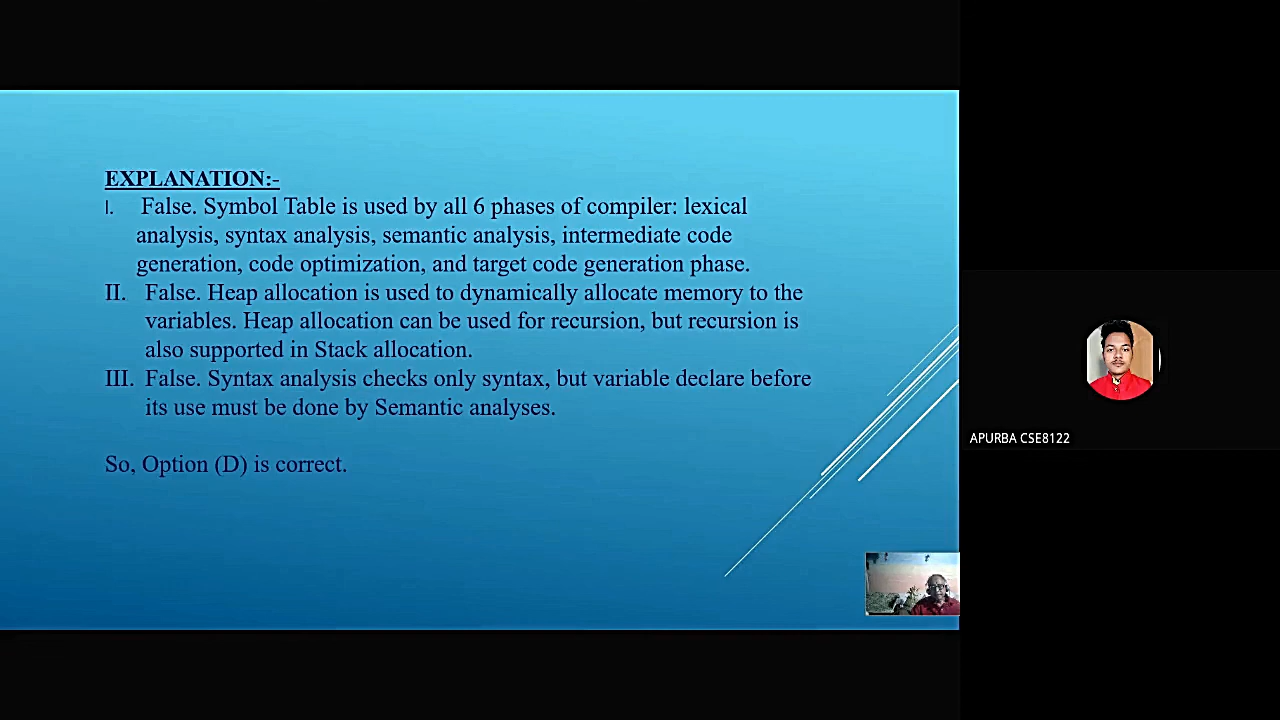 EXPLANATION:-
I. False. Symbol Table is used by all 6 phases of compiler: lexical
analysis, syntax analysis, semantic analysis, intermediate code
generation, code optimization, and target code generation phase.
II. False. Heap allocation is used to dynamically allocate memory to the
variables. Heap allocation can be used for recursion, but recursion is
also supported in Stack allocation.
III. False. Syntax analysis checks only syntax, but variable declare before
its use must be done by Semantic analyses.
So, Option (D) is correct.
APURBA CSE8122